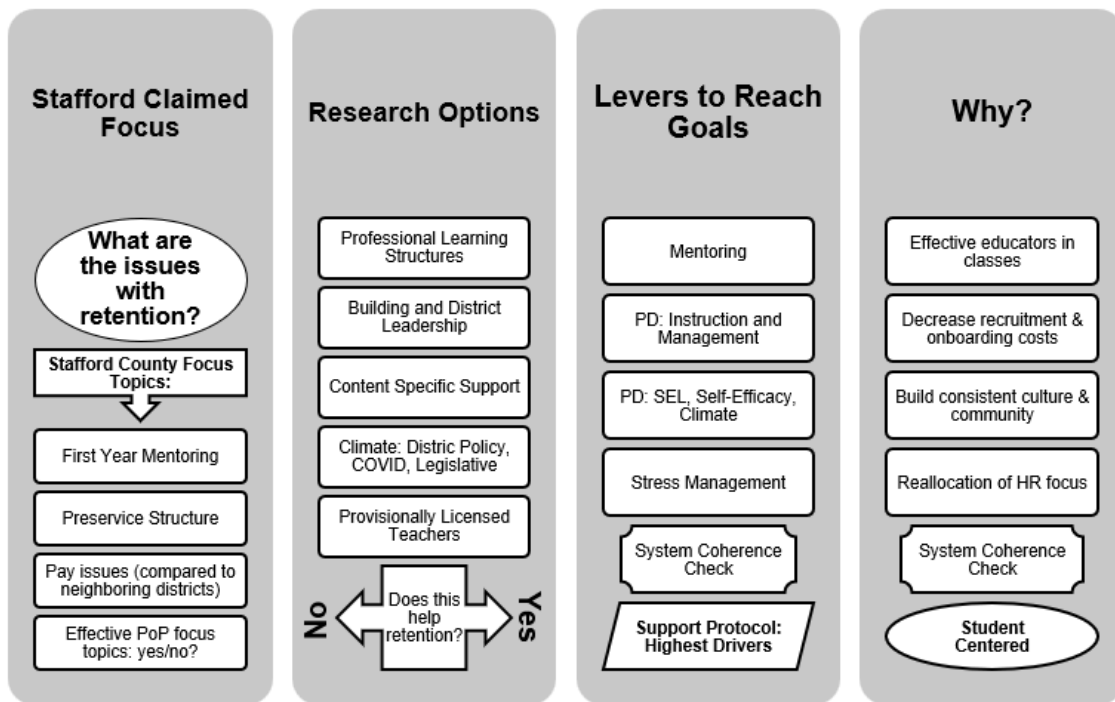 Stafford Claimed
Focus
What are
the issues
with
retention?
Stafford County Focus
Topics:
First Year Mentoring
Preservice Structure
Pay issues (compared to
neighboring districts)
Effective PoP focus
topics: yes/no?
Research Options
Professional Learning
Structures
Building and District
Leadership
Content Specific Support
Climate: Distric Policy,
COVID, Legislative
Provisionally Licensed
Teachers
No
Does this
help
retention?
Yes
Levers to Reach
Goals
Mentoring
PD: Instruction and
Management
PD: SEL, Self-Efficacy,
Climate
Stress Management
System Coherence
Check
Support Protocol:
Highest Drivers
Why?
Effective educators in
classes
Decrease recruitment &
onboarding costs
Build consistent culture &
community
Reallocation of HR focus
System Coherence
Check
Student
Centered